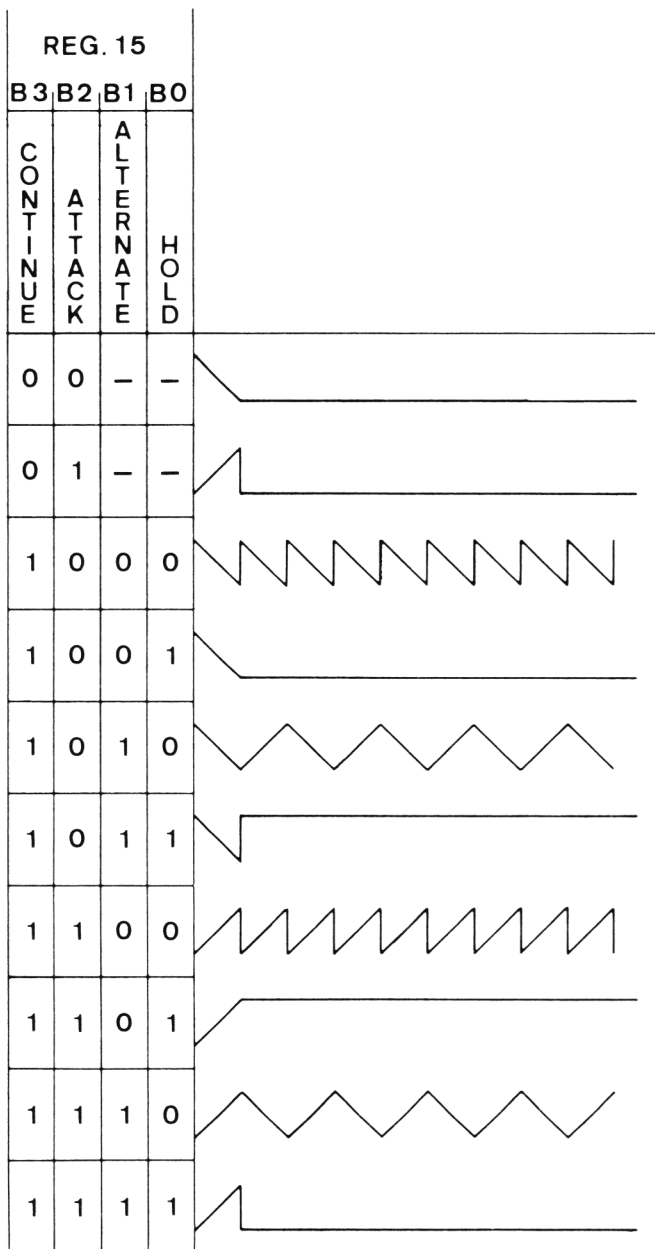 REG. 15
B3 B2 B1 B0
CONTINUE ATTACK ALTERNATE HOLD
0 0 – –
0 1 – –
1 0 0 0
1 0 0 1
1 0 1 0
1 0 1 1
1 1 0 0
1 1 0 1
1 1 1 0
1 1 1 1